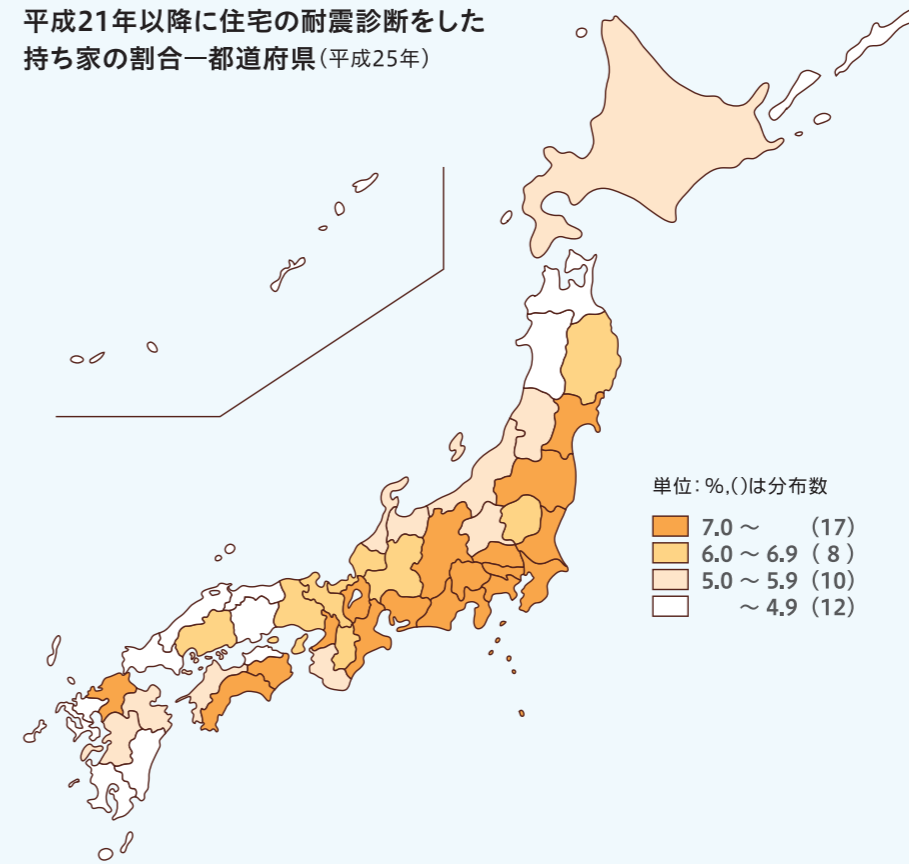 平成21年以降に住宅の耐震診断をした
持ち家の割合―都道府県(平成25年)
単位:%,()は分布数
7.0～ (17)
6.0～6.9 ( 8 )
5.0～5.9 (10)
～4.9 (12)